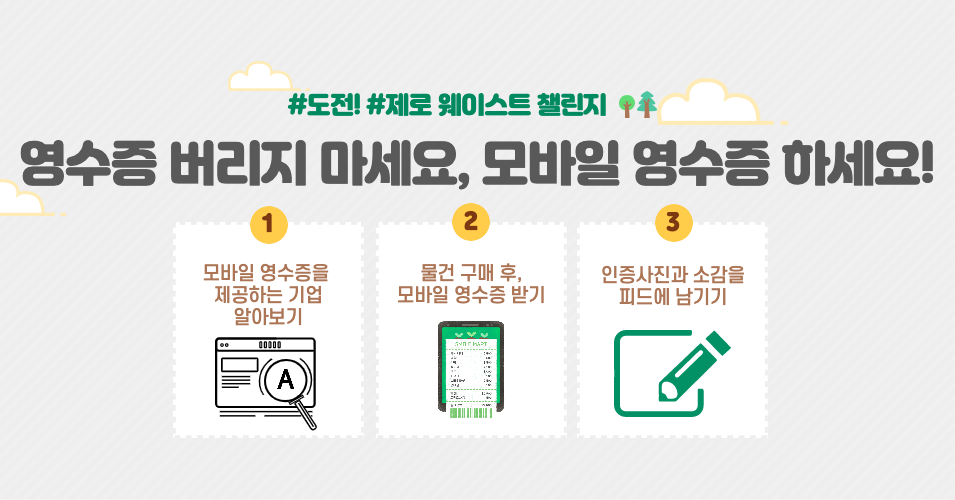 #도전! #제로 웨이스트 챌린지
영수증 버리지 마세요, 모바일 영수증 하세요!
1
모바일 영수증을
제공하는 기업
알아보기
A
2
물건 구매 후,
모바일 영수증 받기
3
인증사진과 소감을
피드에 남기기